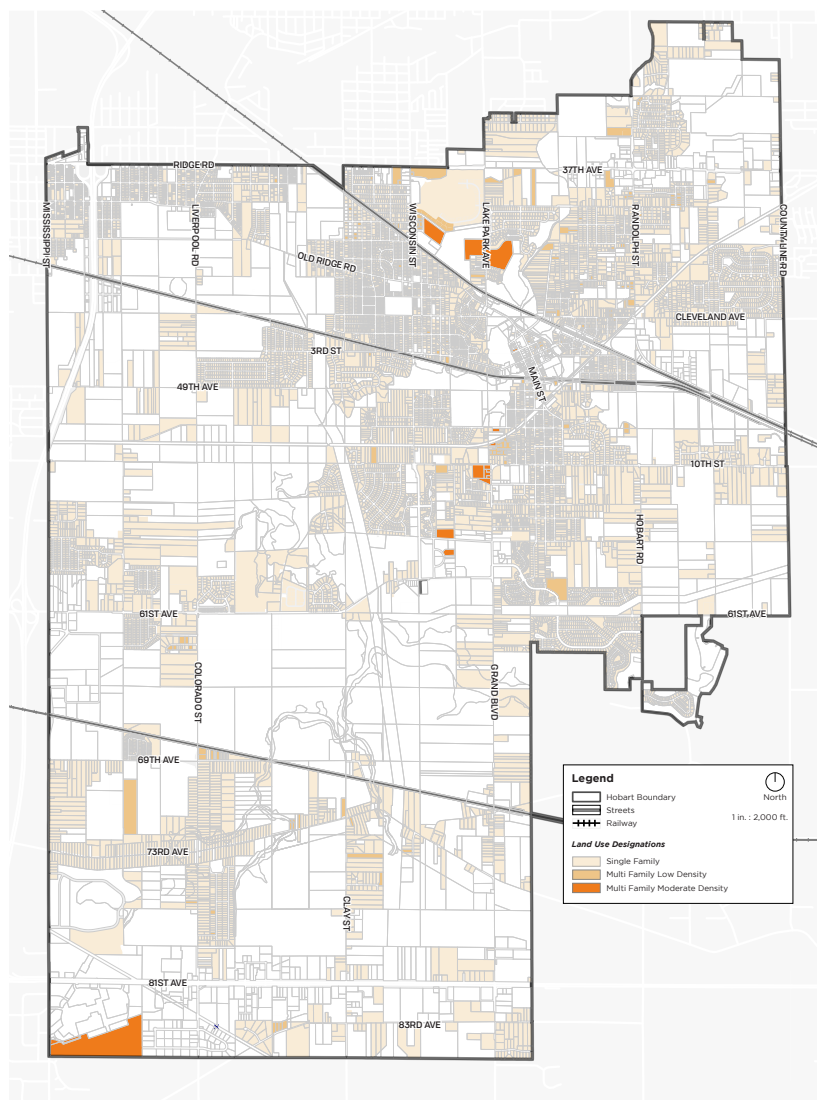 RIDGE RD
37TH AVE
MISSISSIPPI ST
LIVERPOOL RD
WISCONSIN ST
LAKE PARK AVE
RANDOLPH ST
COUNTY LINE RD
OLD RIDGE RD
CLEVELAND AVE
3RD ST
MAIN ST
49TH AVE
10TH ST
HOBART RD
61ST AVE
61ST AVE
COLORADO ST
GRAND BLVD
69TH AVE
73RD AVE
CLAY ST
81ST AVE
83RD AVE
Legend
North
Hobart Boundary
Streets
Railway
1 in. : 2,000 ft.
Land Use Designations
Single Family
Multi Family Low Density
Multi Family Moderate Density